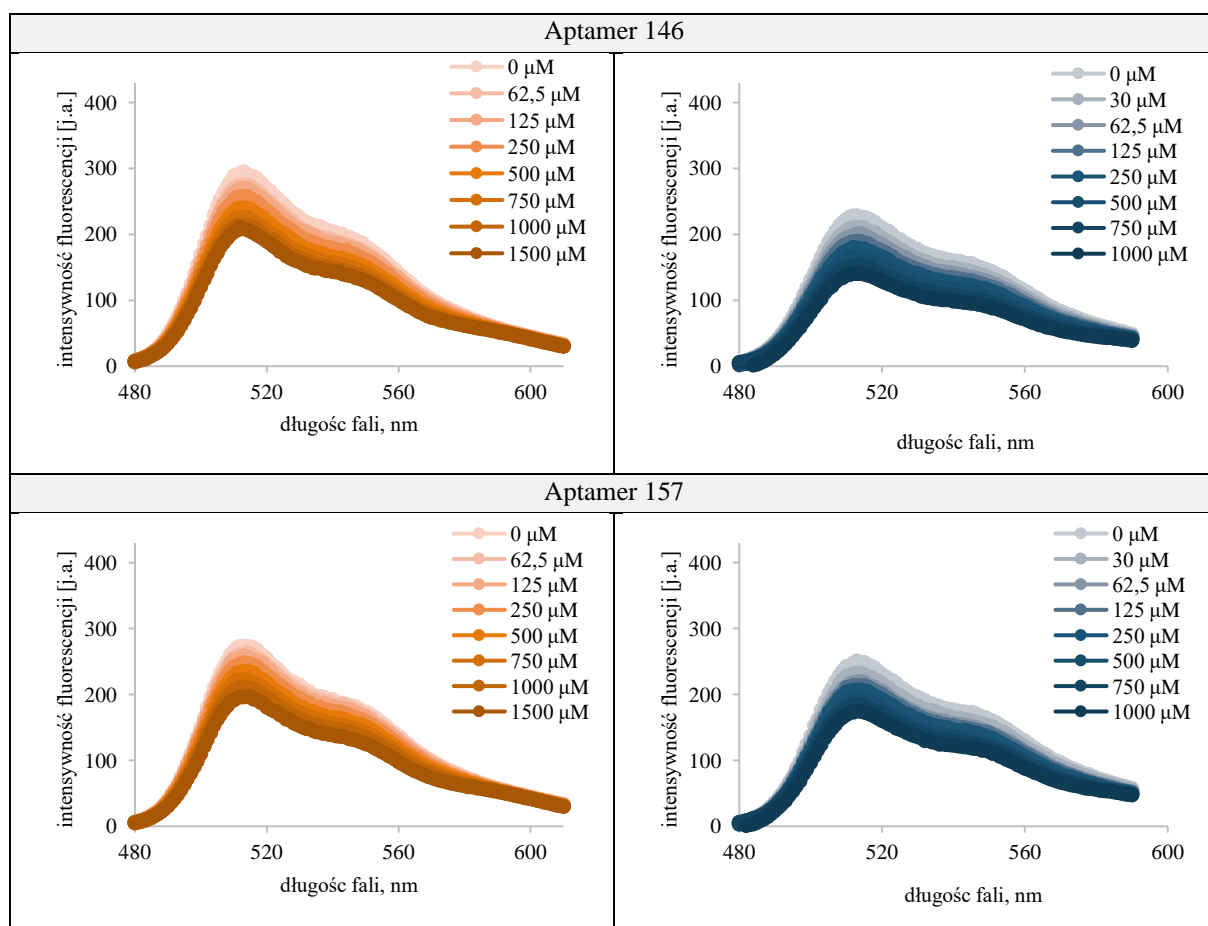 Aptamer 146
intensywność fluorescencji [j.a.]
400
300
200
100
0
480
520
560
600
długośc fali, nm
0 µM
62,5 µM
125 µM
250 µM
500 µM
750 µM
1000 µM
1500 µM
intensywność fluorescencji [j.a.]
400
300
200
100
0
480
520
560
600
długośc fali, nm
0 µM
30 µM
62,5 µM
125 µM
250 µM
500 µM
750 µM
1000 µM
Aptamer 157
intensywność fluorescencji [j.a.]
400
300
200
100
0
480
520
560
600
długośc fali, nm
0 µM
62,5 µM
125 µM
250 µM
500 µM
750 µM
1000 µM
1500 µM
intensywność fluorescencji [j.a.]
400
300
200
100
0
480
520
560
600
długośc fali, nm
0 µM
30 µM
62,5 µM
125 µM
250 µM
500 µM
750 µM
1000 µM